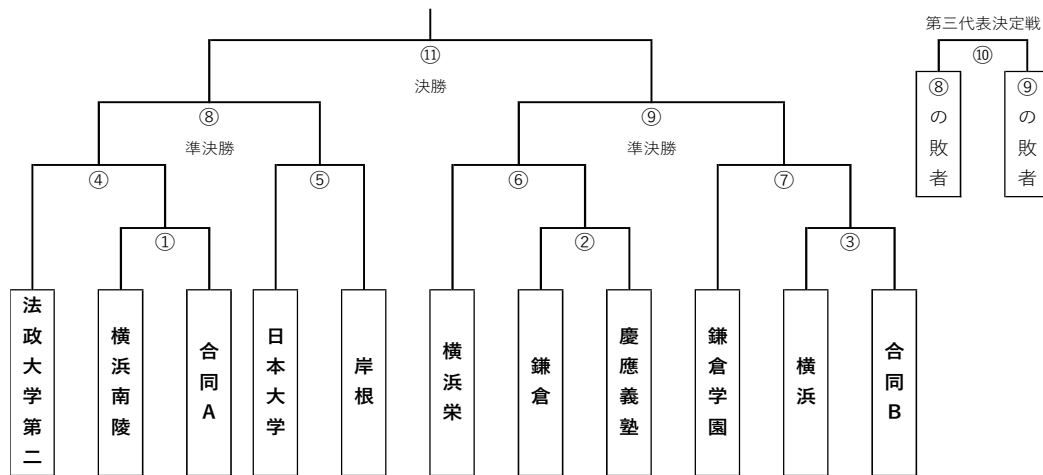 第三代表決定戦
⑪
⑩
決勝
⑧の敗者
⑨の敗者
⑧
⑨
準決勝
準決勝
④
⑤
⑥
⑦
①
②
③
法政大学第二
横浜南陵
合同A
日本大学
岸根
横浜栄
鎌倉
慶應義塾
鎌倉学園
横浜
合同B